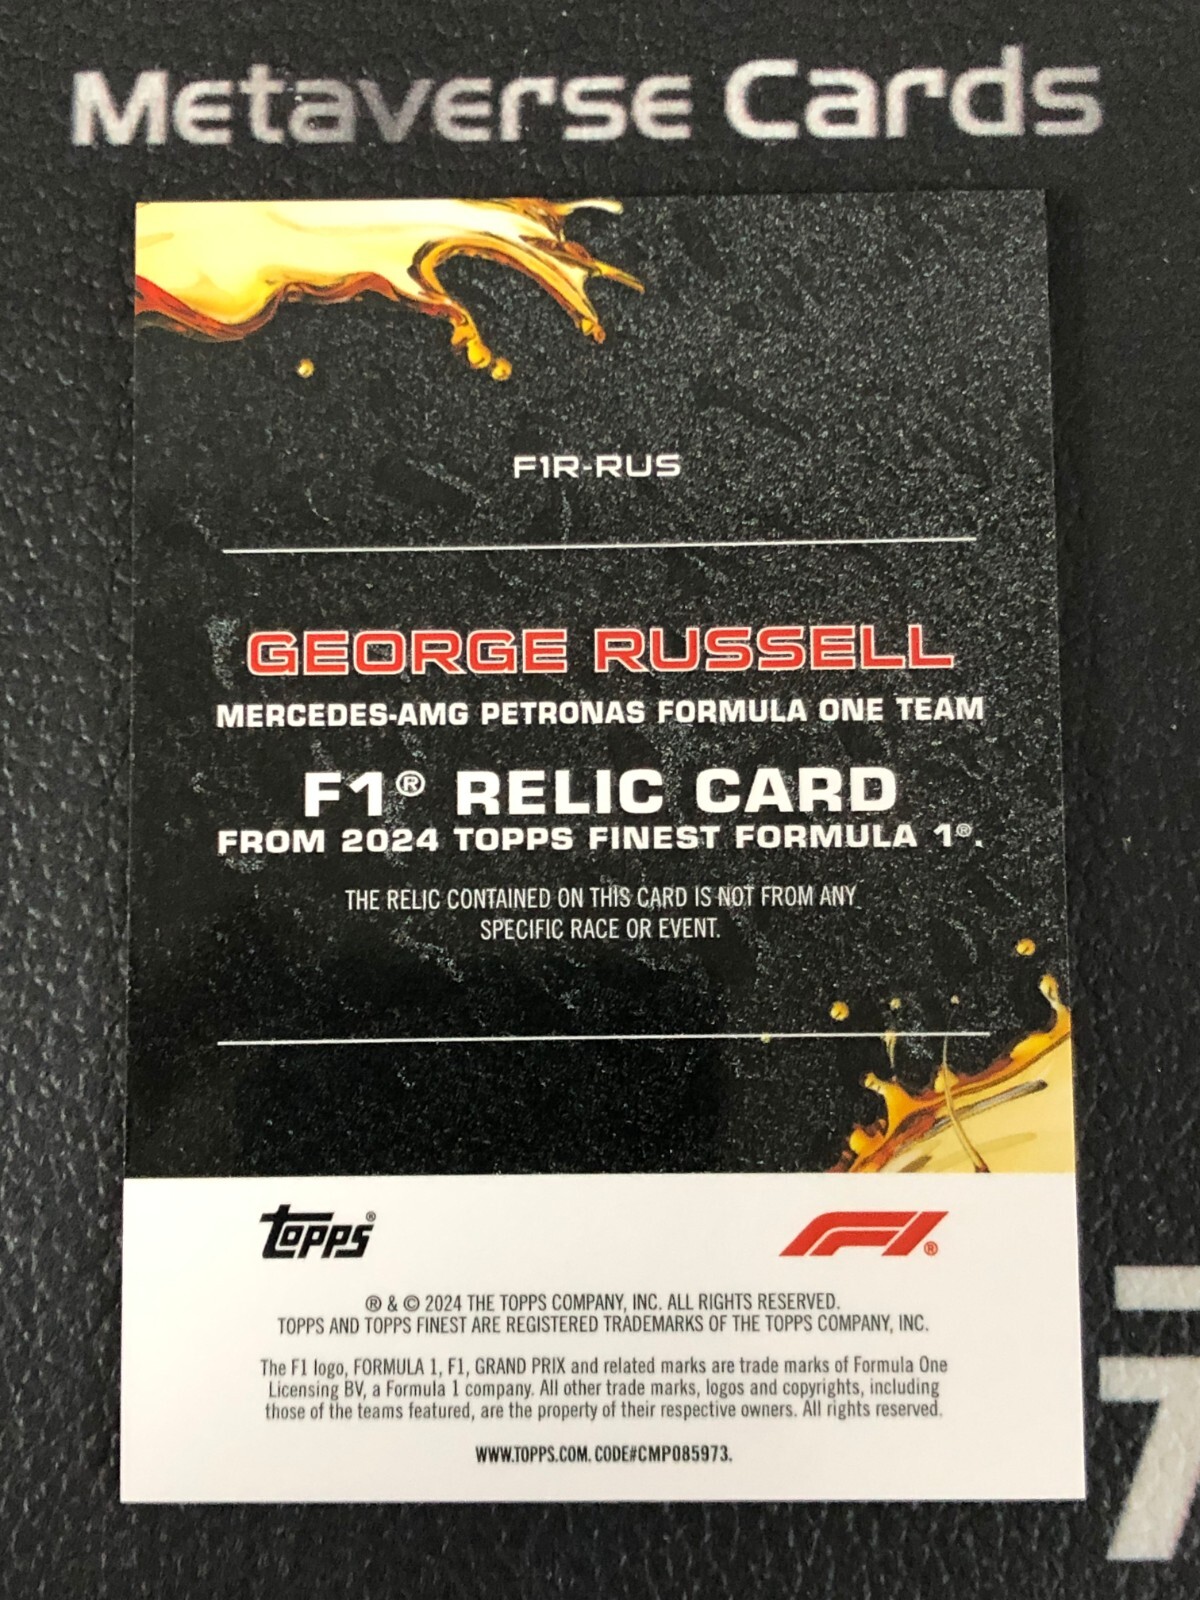 Metaverse Cards
F1R-RUS
GEORGE RUSSELL
MERCEDES-AMG PETRONAS FORMULA ONE TEAM
F1® RELIC CARD
FROM 2024 TOPPS FINEST FORMULA 1®.
THE RELIC CONTAINED ON THIS CARD IS NOT FROM ANY
SPECIFIC RACE OR EVENT.
topps®
F1®
® & © 2024 THE TOPPS COMPANY, INC. ALL RIGHTS RESERVED.
TOPPS AND TOPPS FINEST ARE REGISTERED TRADEMARKS OF THE TOPPS COMPANY, INC.
The F1 logo, FORMULA 1, F1, GRAND PRIX and related marks are trade marks of Formula One
Licensing BV, a Formula 1 company. All other trade marks, logos and copyrights, including
those of the teams featured, are the property of their respective owners. All rights reserved.
WWW.TOPPS.COM. CODE#CMP085973.